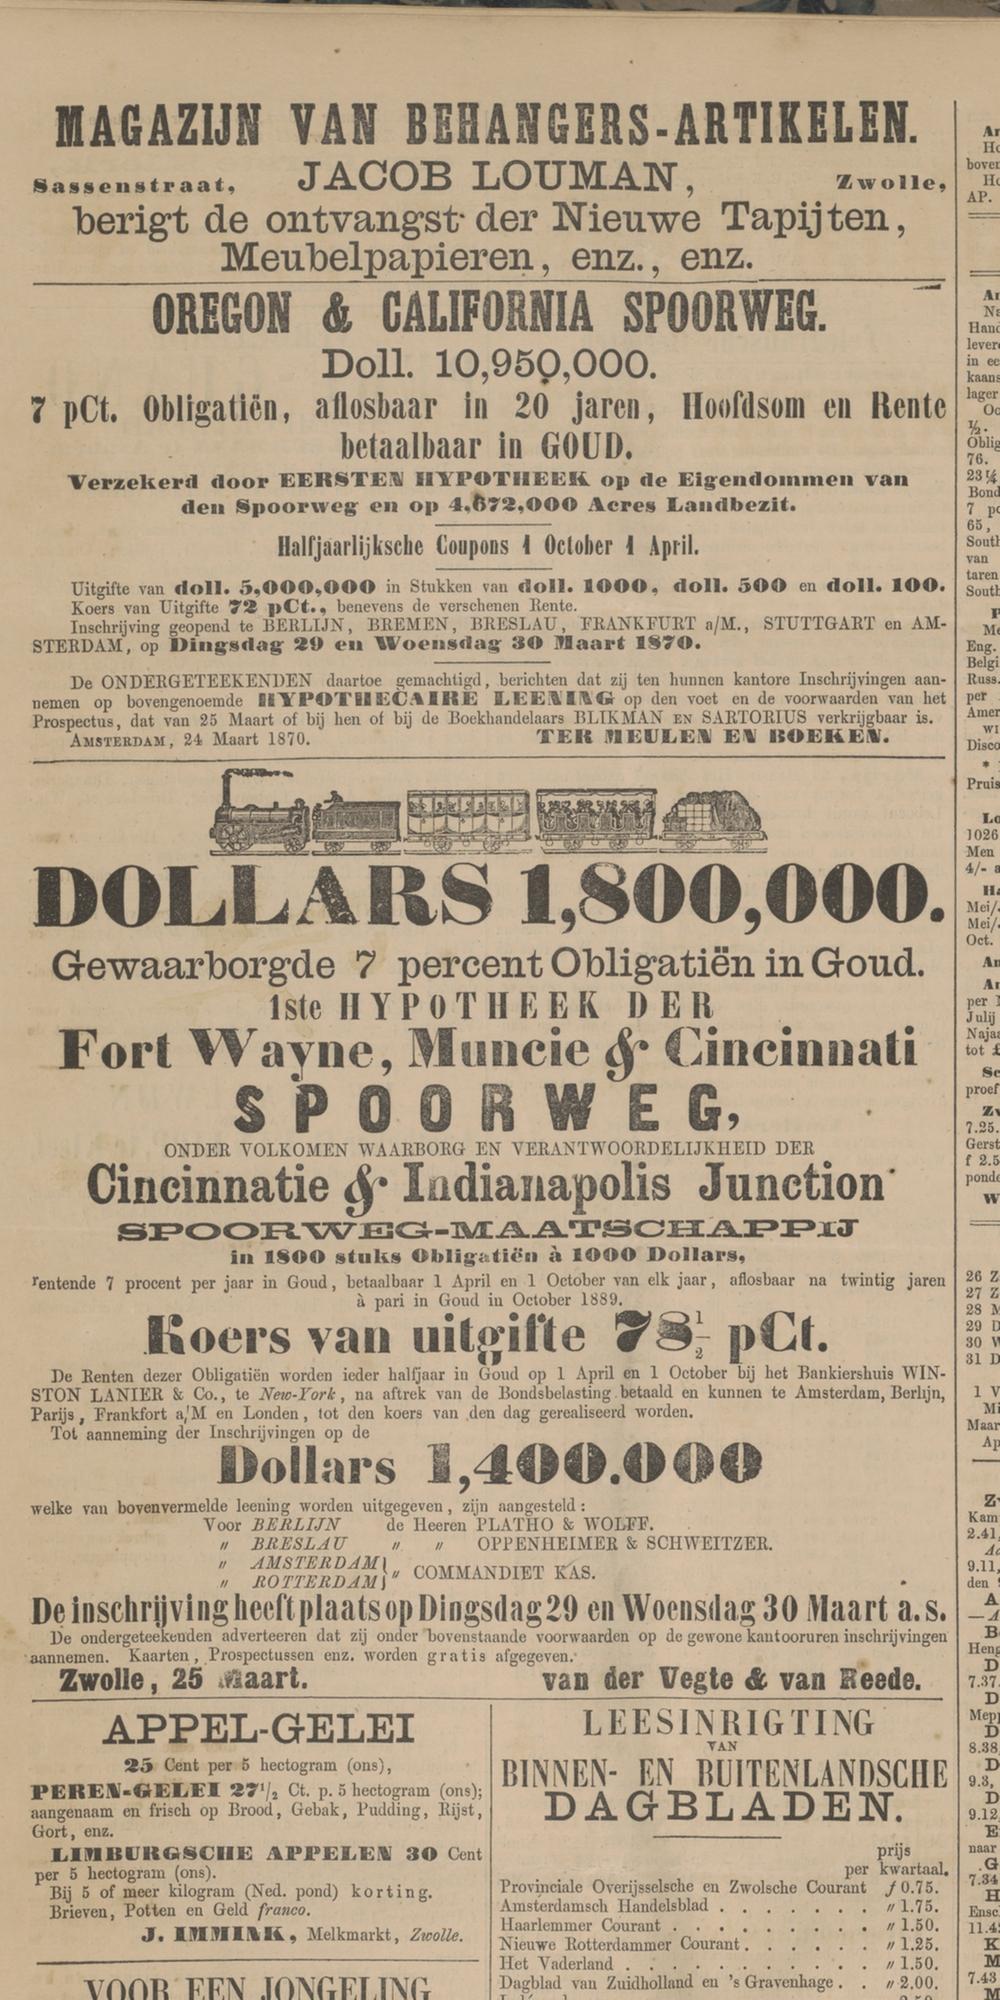 MAGAZIJN VAN BEHANGERS-ARTIKELEN.
Sassenstraat, JACOB LOUMAN, Zwolle,
berigt de ontvangst der Nieuwe Tapijten,
Meubelpapieren, enz., enz.
OREGON & CALIFORNIA SPOORWEG.
Doll. 10,950,000.
7 pCt. Obligatiën, aflosbaar in 20 jaren, Hoofdsom en Rente
betaalbaar in GOUD.
Verzekerd door EERSTEN HYPOTHEEK op de Eigendommen van
den Spoorweg en op 4,672,000 Acres Landbezit.
Halfjaarlijksche Coupons 1 October 1 April.
Uitgifte van doll. 5,000,000 in Stukken van doll. 1000, doll. 500 en doll. 100.
Koers van Uitgifte 72 pCt., benevens de verschenen Rente.
Inschrijving geopend te BERLIJN, BREMEN, BRESLAU, FRANKFURT a/M., STUTTGART en AM-
STERDAM, op Dingsdag 29 en Woensdag 30 Maart 1870.
De ONDERGETEEKENDEN daartoe gemachtigd, berichten dat zij ten hunnen kantore Inschrijvingen aan-
nemen op bovengenoemde HYPOTHECAIRE LEENING op den voet en de voorwaarden van het
Prospectus, dat van 25 Maart of bij hen of bij de Boekhandelaars BLIKMAN EN SARTORIUS verkrijgbaar is.
AMSTERDAM, 24 Maart 1870. TER MEULEN EN BOEKEN.
DOLLARS 1,800,000.
Gewaarborgde 7 percent Obligatiën in Goud.
1ste HYPOTHEEK DER
Fort Wayne, Muncie & Cincinnati
SPOORWEG,
ONDER VOLKOMEN WAARBORG EN VERANTWOORDELIJKHEID DER
Cincinnatie & Indianapolis Junction
SPOORWEG-MAATSCHAPPIJ
in 1800 stuks Obligatiën à 1000 Dollars,
rentende 7 procent per jaar in Goud, betaalbaar 1 April en 1 October van elk jaar, aflosbaar na twintig jaren
à pari in Goud in October 1889.
Koers van uitgifte 78½ pCt.
De Renten dezer Obligatiën worden ieder halfjaar in Goud op 1 April en 1 October bij het Bankiershuis WIN-
STON LANIER & Co., te New-York, na aftrek van de Bondsbelasting betaald en kunnen te Amsterdam, Berlijn,
Parijs, Frankfort a/M en Londen, tot den koers van den dag gerealiseerd worden.
Tot aanneming der Inschrijvingen op de
Dollars 1,400.000
welke van bovenvermelde leening worden uitgegeven, zijn aangesteld:
Voor BERLIJN de Heeren PLATHO & WOLFF.
" BRESLAU " " OPPENHEIMER & SCHWEITZER.
" AMSTERDAM } " COMMANDIET KAS.
" ROTTERDAM }
De inschrijving heeft plaats op Dingsdag 29 en Woensdag 30 Maart a.s.
De ondergeteekenden adverteeren dat zij onder bovenstaande voorwaarden op de gewone kantooruren inschrijvingen
aannemen. Kaarten, Prospectussen enz. worden gratis afgegeven.
Zwolle, 25 Maart. van der Vegte & van Reede.
APPEL-GELEI
25 Cent per 5 hectogram (ons),
PEREN-GELEI 27 1/2 Ct. p. 5 hectogram (ons);
aangenaam en frisch op Brood, Gebak, Pudding, Rijst,
Gort, enz.
LIMBURGSCHE APPELEN 30 Cent
per 5 hectogram (ons).
Bij 5 of meer kilogram (Ned. pond) korting.
Brieven, Potten en Geld franco.
J. IMMINK, Melkmarkt, Zwolle.
VOOR EEN JONGELING
LEESINRIGTING
VAN
BINNEN- EN BUITENLANDSCHE
DAGBLADEN.
prijs
per kwartaal.
Provinciale Overijsselsche en Zwolsche Courant ƒ 0.75.
Amsterdamsch Handelsblad . . . . . . . . " 1.75.
Haarlemmer Courant . . . . . . . . . . " 1.50.
Nieuwe Rotterdammer Courant . . . . . . . " 1.25.
Het Vaderland . . . . . . . . . . . . " 1.50.
Dagblad van Zuidholland en 's Gravenhage . . " 2.00.